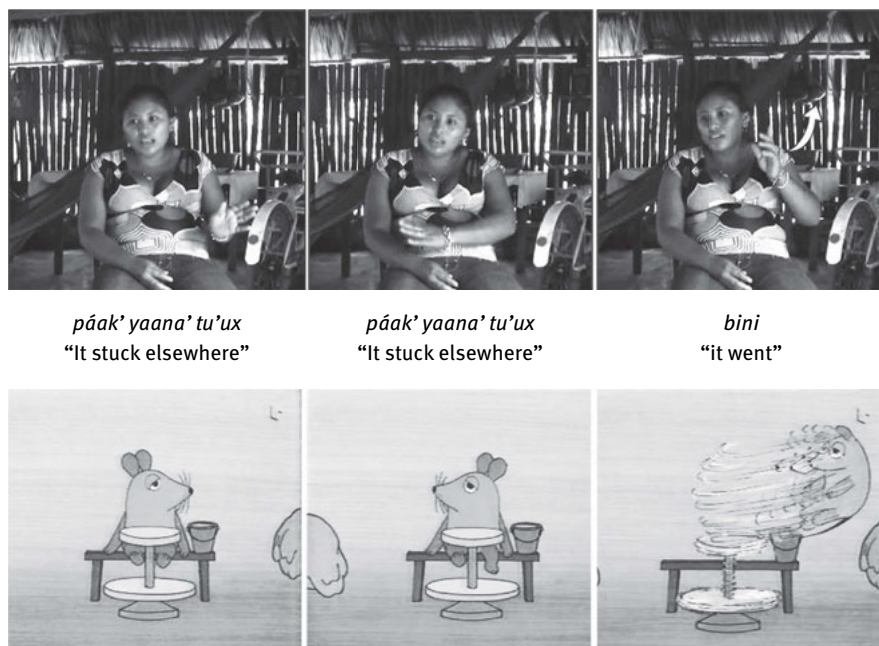 páak’ yaana’ tu’ux
“It stuck elsewhere”
páak’ yaana’ tu’ux
“It stuck elsewhere”
bini
“it went”